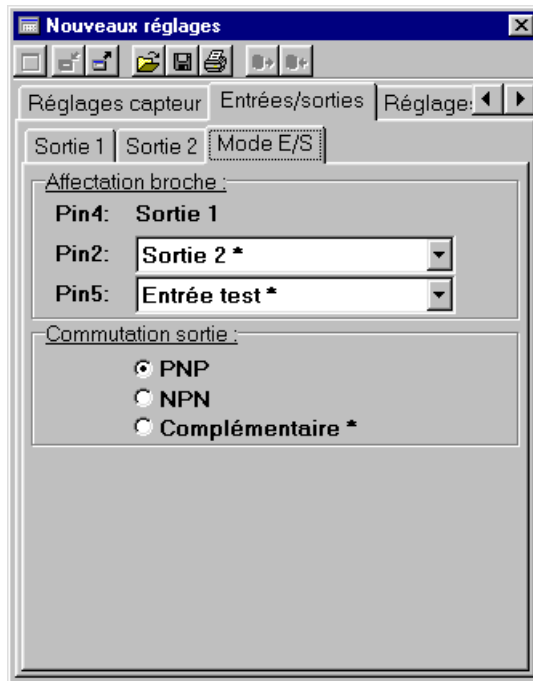 Nouveaux réglages
Réglages capteur Entrées/sorties Réglage
Sortie 1 Sortie 2 Mode E/S
Affectation broche :
Pin4: Sortie 1
Pin2: Sortie 2 *
Pin5: Entrée test *
Commutation sortie :
PNP
NPN
Complémentaire *